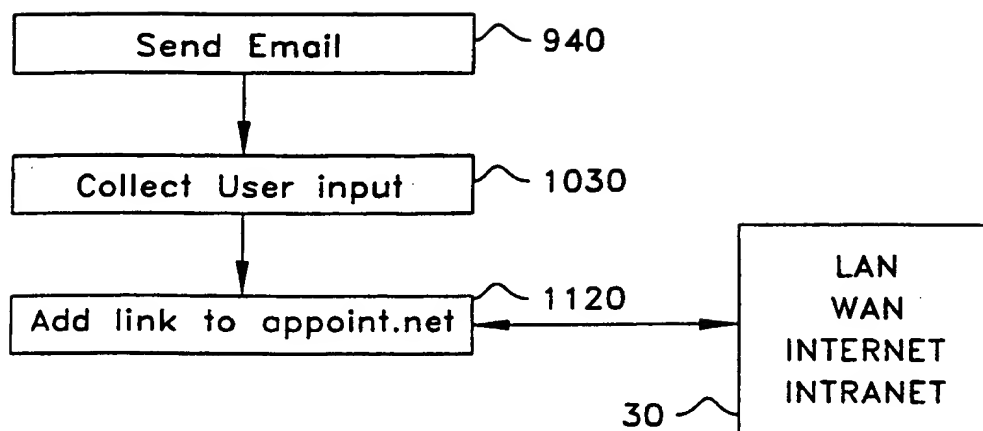 Send Email
940
Collect User input
1030
Add link to appoint.net
1120
LAN
WAN
INTERNET
INTRANET
30